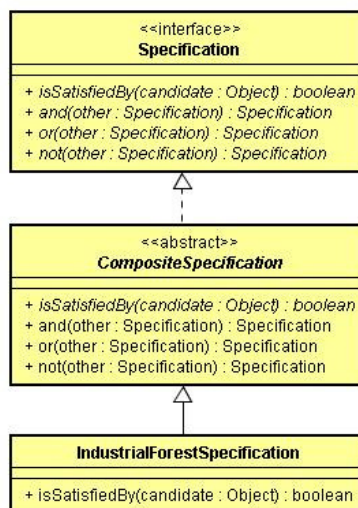 <<interface>>
Specification
+ isSatisfiedBy(candidate : Object) : boolean
+ and(other : Specification) : Specification
+ or(other : Specification) : Specification
+ not(other : Specification) : Specification
<<abstract>>
CompositeSpecification
+ isSatisfiedBy(candidate : Object) : boolean
+ and(other : Specification) : Specification
+ or(other : Specification) : Specification
+ not(other : Specification) : Specification
IndustrialForestSpecification
+ isSatisfiedBy(candidate : Object) : boolean